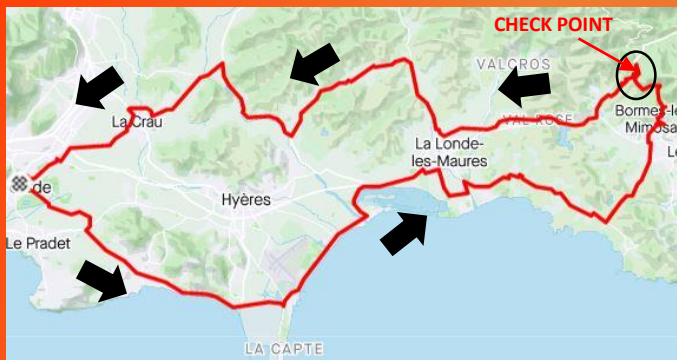 CHECK POINT
VALCROS
La Crau
VAL ROSE
Bormes-le
Mimosa
La Londe-
les-Maures
L
de
Hyères
Le Pradet
LA CAPTE